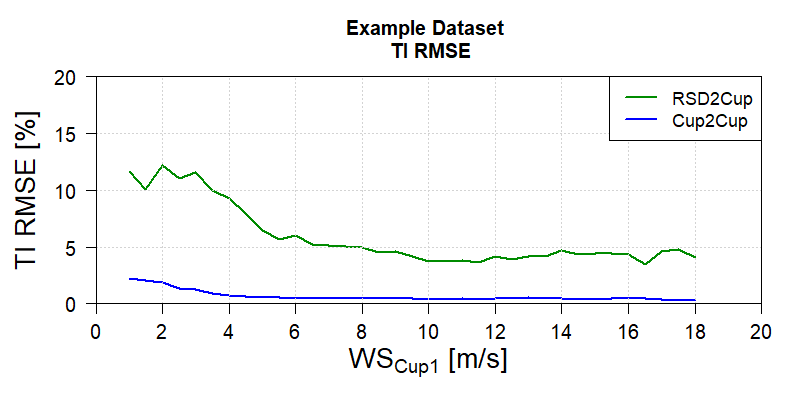 Example Dataset
TI RMSE
20
15
10
5
0
TI RMSE [%]
RSD2Cup
Cup2Cup
0 2 4 6 8 10 12 14 16 18 20
WSCup1 [m/s]